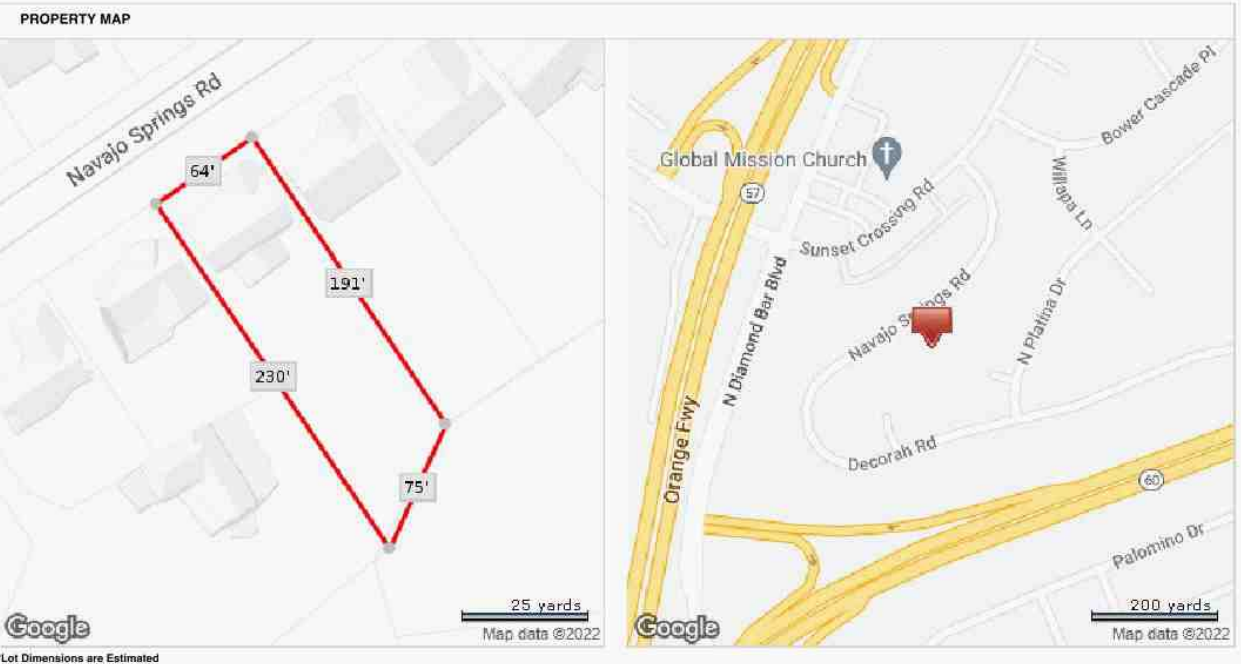 PROPERTY MAP
Navajo Springs Rd
64'
191'
230'
75'
25 yards
Google
Map data ©2022
Bower Cascade Pl
Global Mission Church
57
Willapa Ln
Sunset Crossing Rd
Navajo Springs Rd
N Diamond Bar Blvd
N Platina Dr
Orange Fwy
Decorah Rd
60
Palomino Dr
200 yards
Google
Map data ©2022
*Lot Dimensions are Estimated